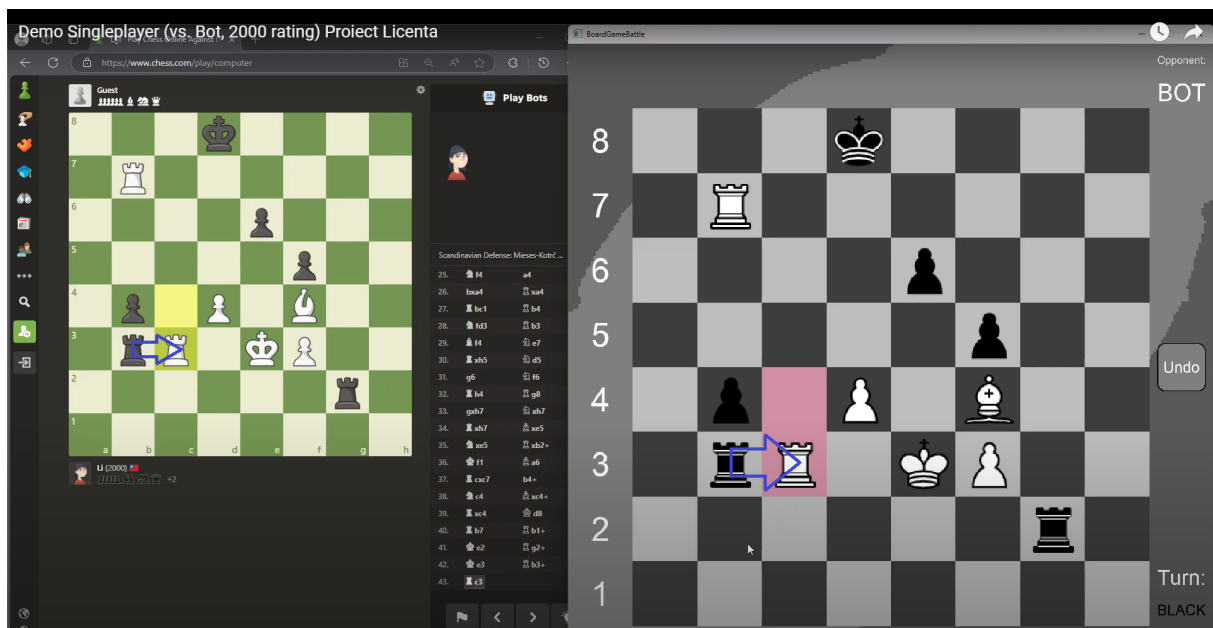 Demo Singleplayer (vs. Bot, 2000 rating) Proiect Licenta
https://www.chess.com/play/computer
Guest
8
7
6
5
4
3
2
1
a b c d e f g h
Li (2000)
+2
Play Bots
Scandinavian Defense: Mieses-Kotrč ...
25. f4 a4
26. bxa4 xa4
27. bc1 b4
28. fd3 b3
29. f4 e7
30. xh5 d5
31. g6 f6
32. h4 g8
33. gxh7 xh7
34. xh7 xe5
35. xe5 xb2+
36. f1 a6
37. cxc7 b4+
38. c4 xc4+
39. xc4 d8
40. b7 b1+
41. e2 g2+
42. e3 b3+
43. c3
BoardGameBattle
Opponent:
BOT
8
7
6
5
4
3
2
1
Undo
Turn:
BLACK